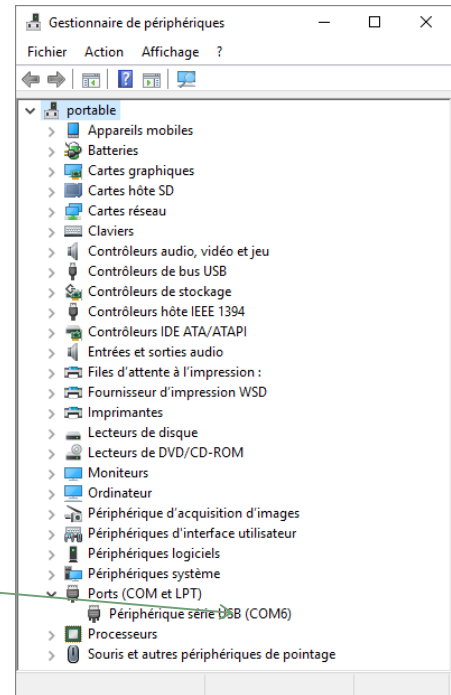 Gestionnaire de périphériques
Fichier Action Affichage ?
portable
Appareils mobiles
Batteries
Cartes graphiques
Cartes hôte SD
Cartes réseau
Claviers
Contrôleurs audio, vidéo et jeu
Contrôleurs de bus USB
Contrôleurs de stockage
Contrôleurs hôte IEEE 1394
Contrôleurs IDE ATA/ATAPI
Entrées et sorties audio
Files d'attente à l'impression :
Fournisseur d'impression WSD
Imprimantes
Lecteurs de disque
Lecteurs de DVD/CD-ROM
Moniteurs
Ordinateur
Périphérique d'acquisition d'images
Périphériques d'interface utilisateur
Périphériques logiciels
Périphériques système
Ports (COM et LPT)
Périphérique série USB (COM6)
Processeurs
Souris et autres périphériques de pointage